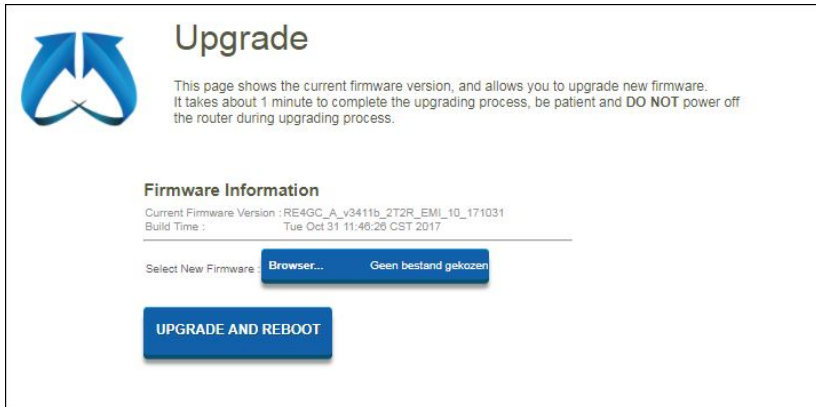 Upgrade
This page shows the current firmware version, and allows you to upgrade new firmware.
It takes about 1 minute to complete the upgrading process, be patient and DO NOT power off
the router during upgrading process.
Firmware Information
Current Firmware Version : RE4GC_A_v3411b_2T2R_EMI_10_171031
Build Time : Tue Oct 31 11:46:26 CST 2017
Select New Firmware : Browser... Geen bestand gekozen
UPGRADE AND REBOOT